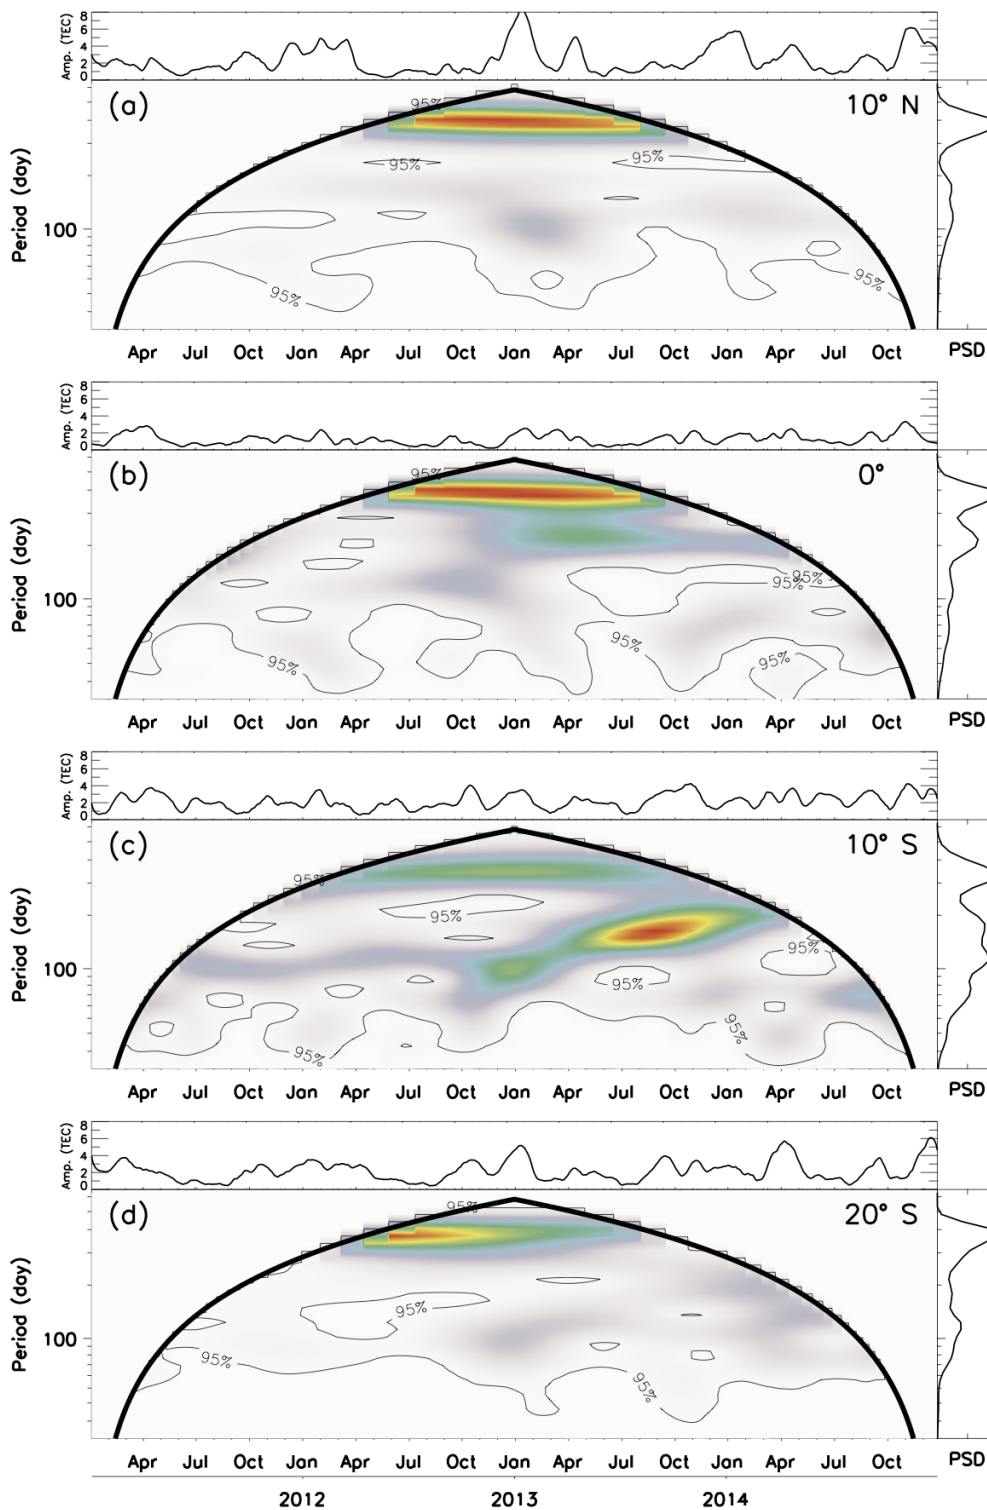 Amp. (TEC)
8
6
4
2
0
(a)
10° N
95%
95%
95%
95%
95%
Period (day)
100
Apr Jul Oct Jan Apr Jul Oct Jan Apr Jul Oct Jan Apr Jul Oct PSD
Amp. (TEC)
8
6
4
2
0
(b)
0°
95%
95%
95%
95%
95%
95%
Period (day)
100
Apr Jul Oct Jan Apr Jul Oct Jan Apr Jul Oct Jan Apr Jul Oct PSD
Amp. (TEC)
8
6
4
2
0
(c)
10° S
95%
95%
95%
95%
95%
95%
Period (day)
100
Apr Jul Oct Jan Apr Jul Oct Jan Apr Jul Oct Jan Apr Jul Oct PSD
Amp. (TEC)
8
6
4
2
0
(d)
20° S
95%
95%
95%
95%
Period (day)
100
Apr Jul Oct Jan Apr Jul Oct Jan Apr Jul Oct Jan Apr Jul Oct PSD
2012 2013 2014